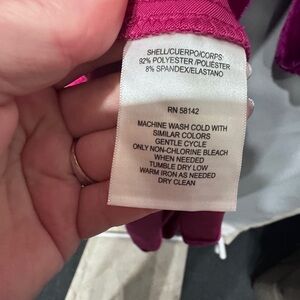 SHELL/CUERPO/CORPS
92% POLYESTER/POLIÉSTER
8% SPANDEX/ELASTANO
RN 58142
MACHINE WASH COLD WITH
SIMILAR COLORS
GENTLE CYCLE
ONLY NON-CHLORINE BLEACH
WHEN NEEDED
TUMBLE DRY LOW
WARM IRON AS NEEDED
DRY CLEAN